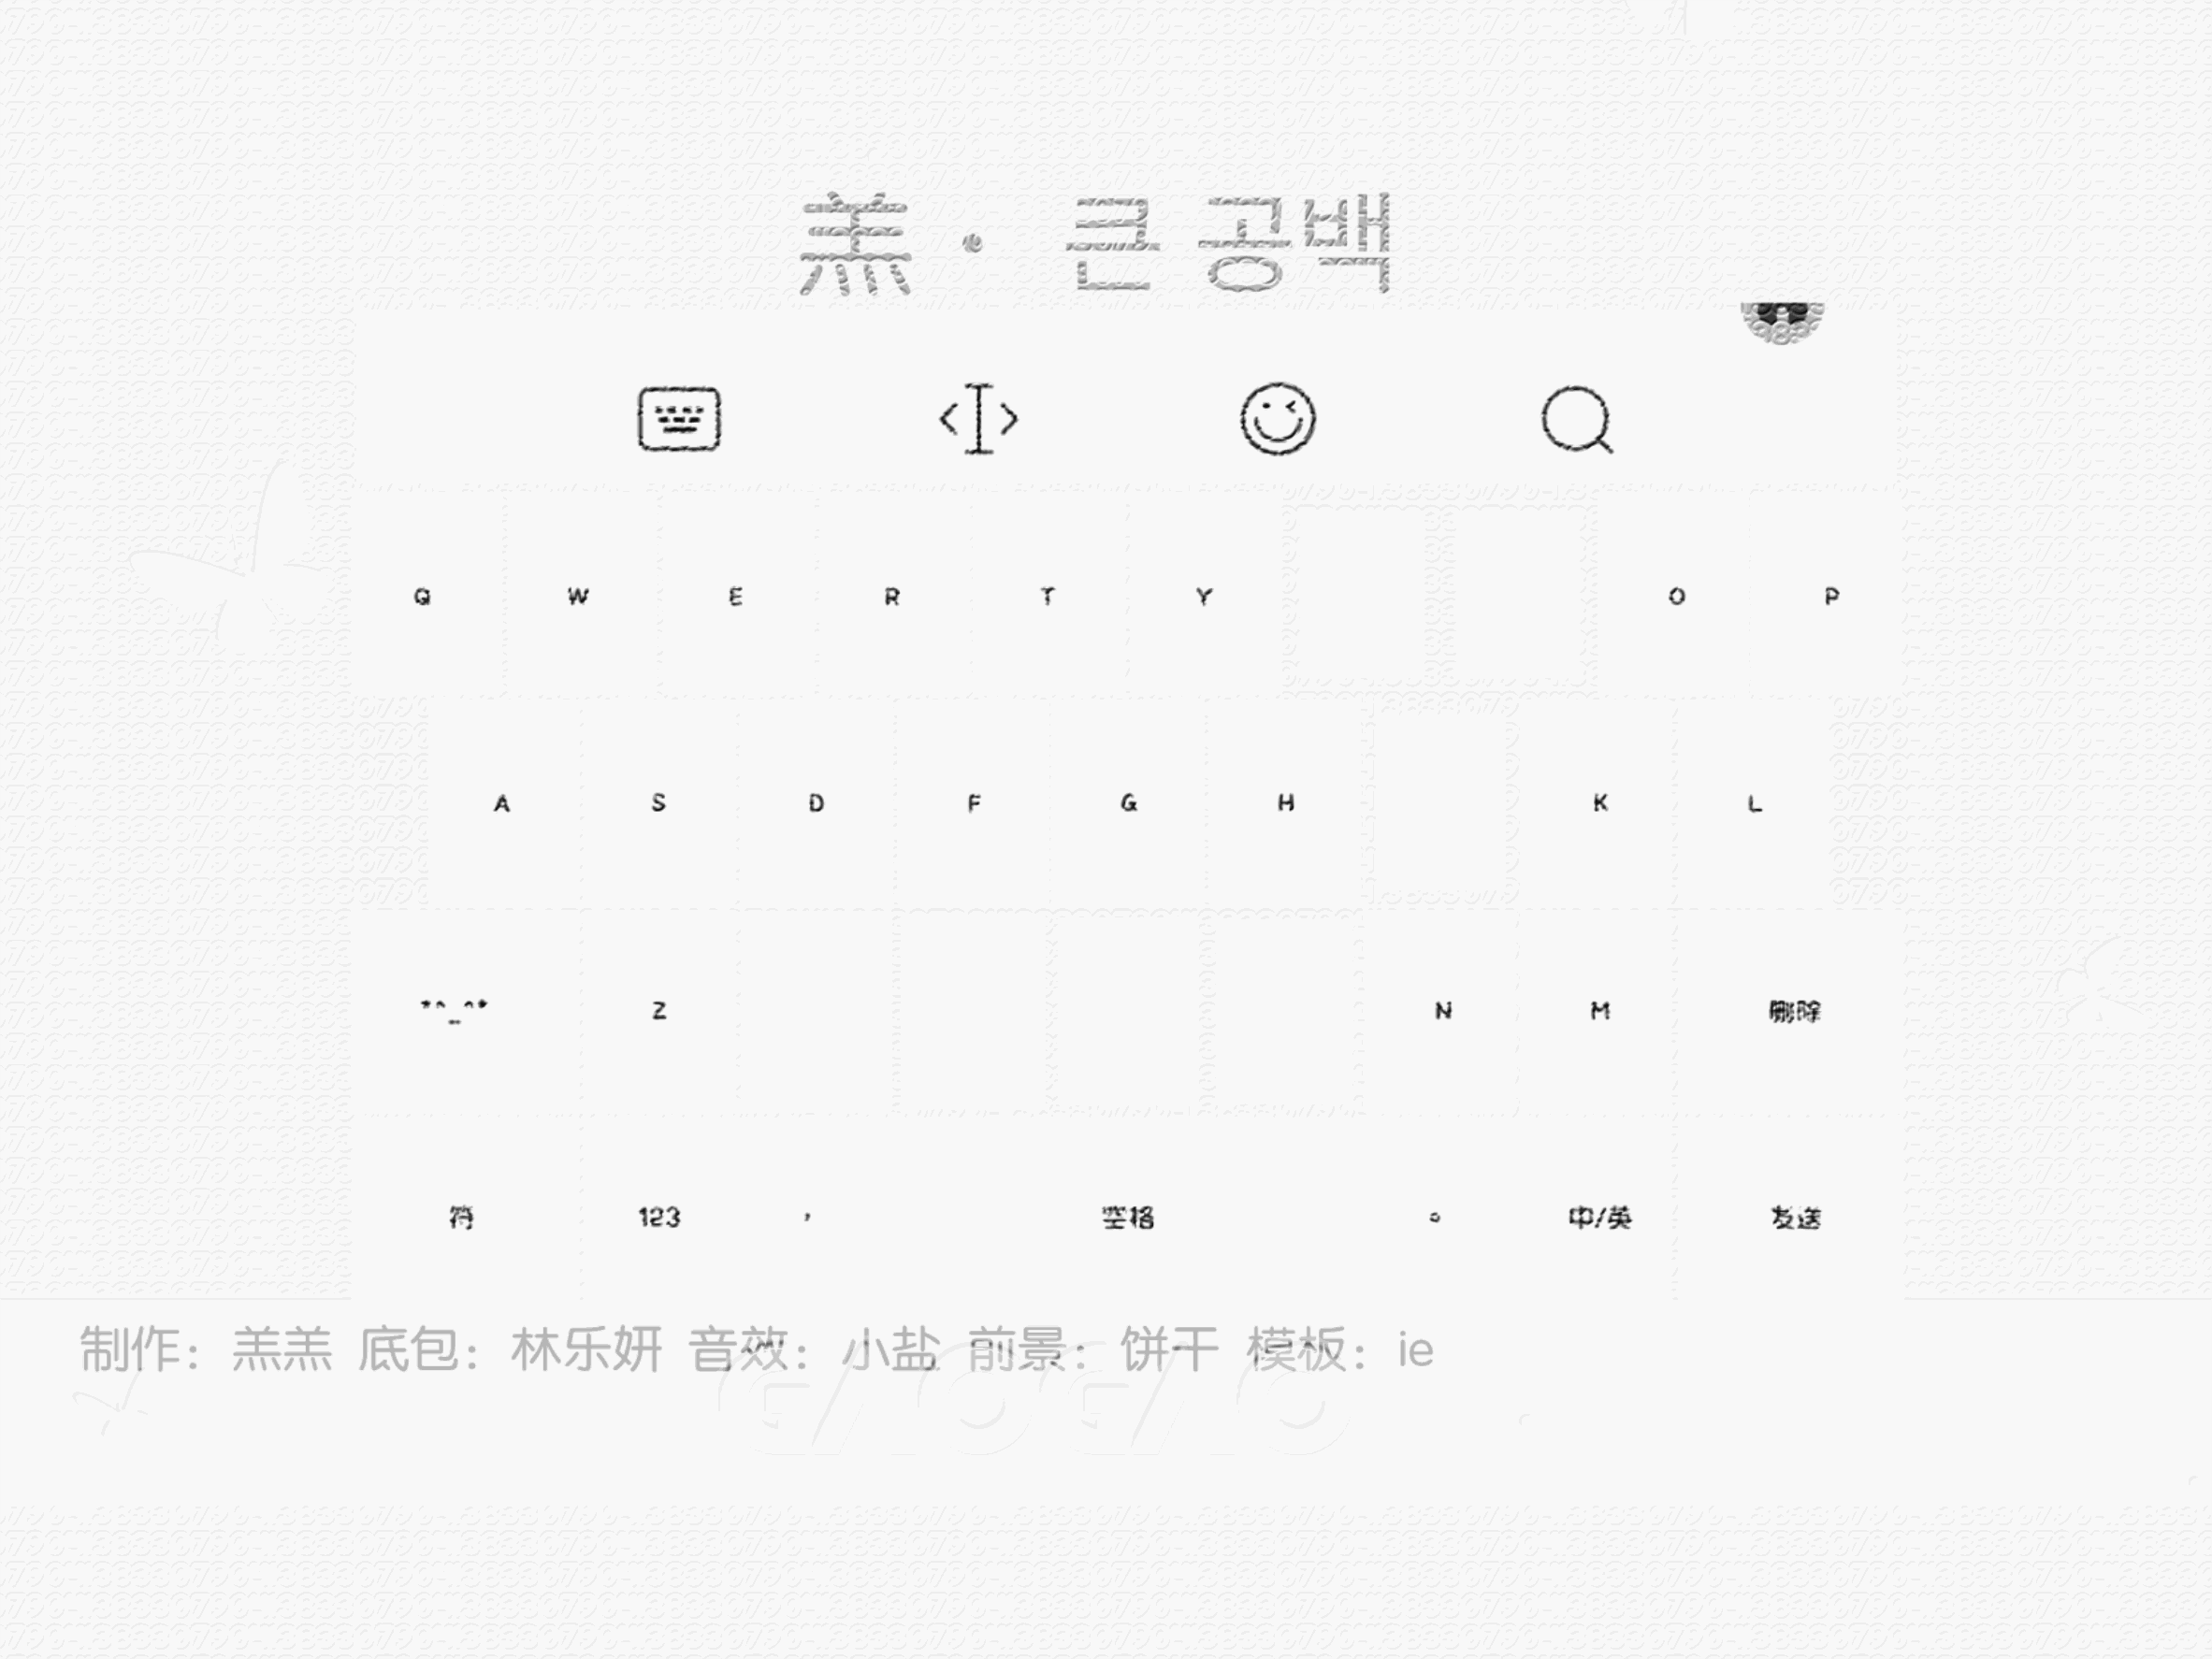 羔· 큰 공백
Q W E R T Y O P
A S D F G H K L
*^_^* Z N M 删除
符 123 , 空格 。 中/英 发送
制作：羔羔 底包：林乐妍 音效：小盐 前景：饼干 模板：ie